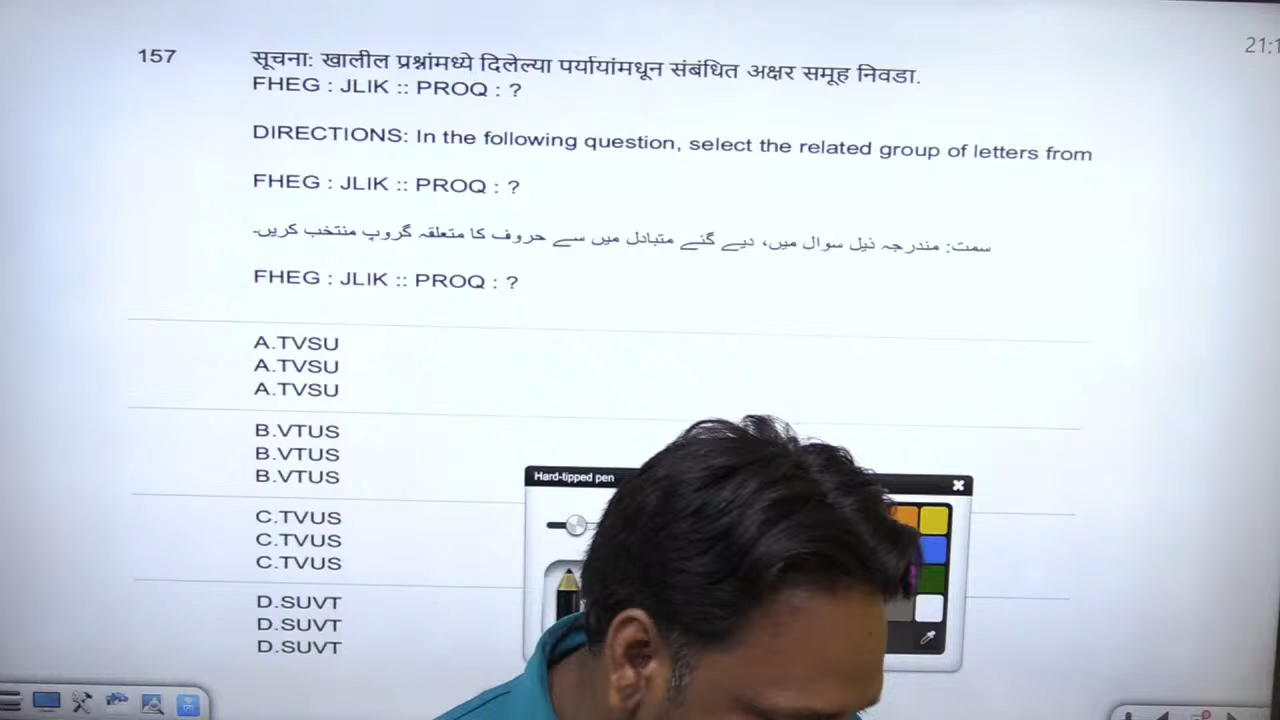 21:1
157 सूचना: खालील प्रश्नांमध्ये दिलेल्या पर्यायांमधून संबंधित अक्षर समूह निवडा.
FHEG : JLIK :: PROQ : ?
DIRECTIONS: In the following question, select the related group of letters from
FHEG : JLIK :: PROQ : ?
سمت: مندرجہ ذیل سوال میں، دیے گئے متبادل میں سے حروف کا متعلقہ گروپ منتخب کریں۔
FHEG : JLIK :: PROQ : ?
A.TVSU
A.TVSU
A.TVSU
B.VTUS
B.VTUS
B.VTUS
Hard-tipped pen
C.TVUS
C.TVUS
C.TVUS
D.SUVT
D.SUVT
D.SUVT